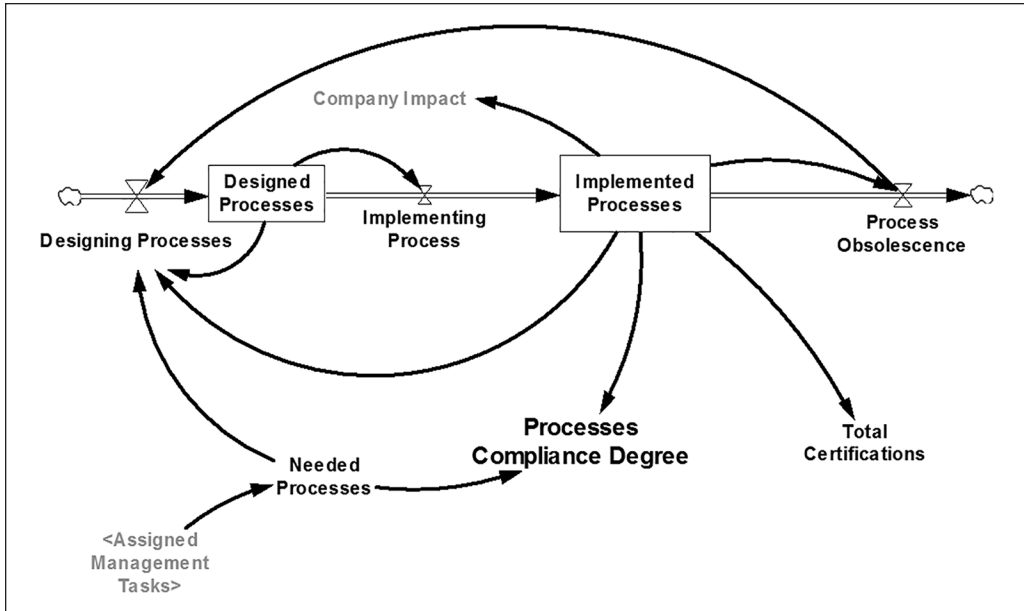 Company Impact
Designed
Processes
Implemented
Processes
Designing Processes
Implementing
Process
Process
Obsolescence
Processes
Compliance Degree
Total
Certifications
Needed
Processes
<Assigned
Management
Tasks>